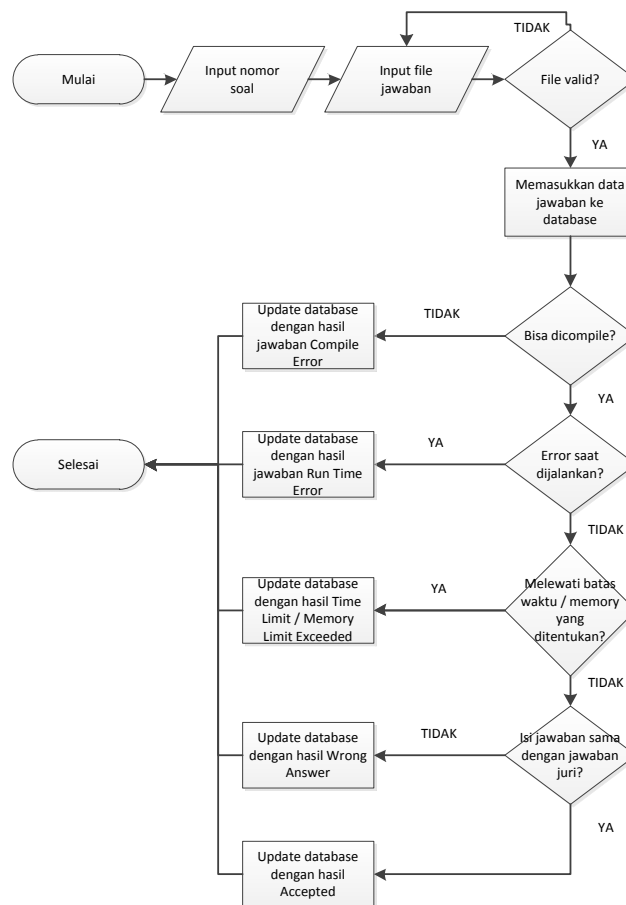 TIDAK
Mulai
Input nomor
soal
Input file
jawaban
File valid?
YA
Memasukkan data
jawaban ke
database
Update database
dengan hasil
jawaban Compile
Error
TIDAK
Bisa dicompile?
YA
Selesai
Update database
dengan hasil
jawaban Run Time
Error
YA
Error saat
dijalankan?
TIDAK
Update database
dengan hasil Time
Limit / Memory
Limit Exceeded
YA
Melewati batas
waktu / memory
yang
ditentukan?
TIDAK
Update database
dengan hasil Wrong
Answer
TIDAK
Isi jawaban sama
dengan jawaban
juri?
YA
Update database
dengan hasil
Accepted